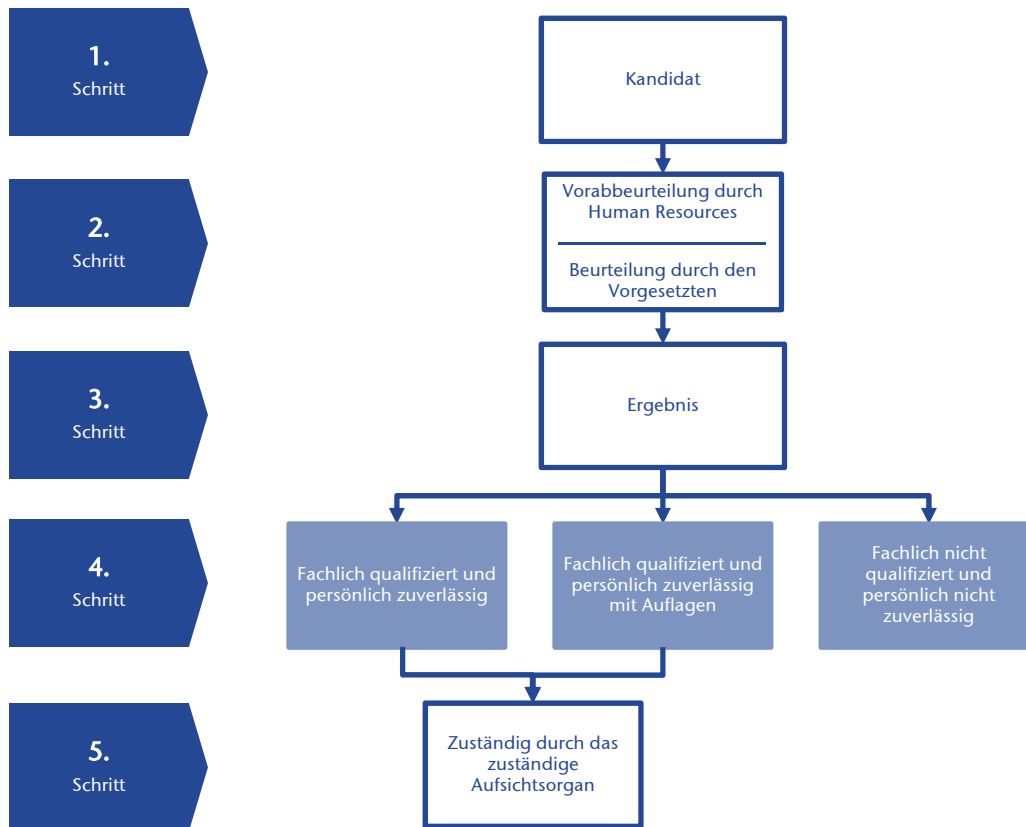 1.
Schritt
Kandidat
2.
Schritt
Vorabbeurteilung durch
Human Resources
Beurteilung durch den
Vorgesetzten
3.
Schritt
Ergebnis
4.
Schritt
Fachlich qualifiziert und
persönlich zuverlässig
Fachlich qualifiziert und
persönlich zuverlässig
mit Auflagen
Fachlich nicht
qualifiziert und
persönlich nicht
zuverlässig
5.
Schritt
Zuständig durch das
zuständige
Aufsichtsorgan